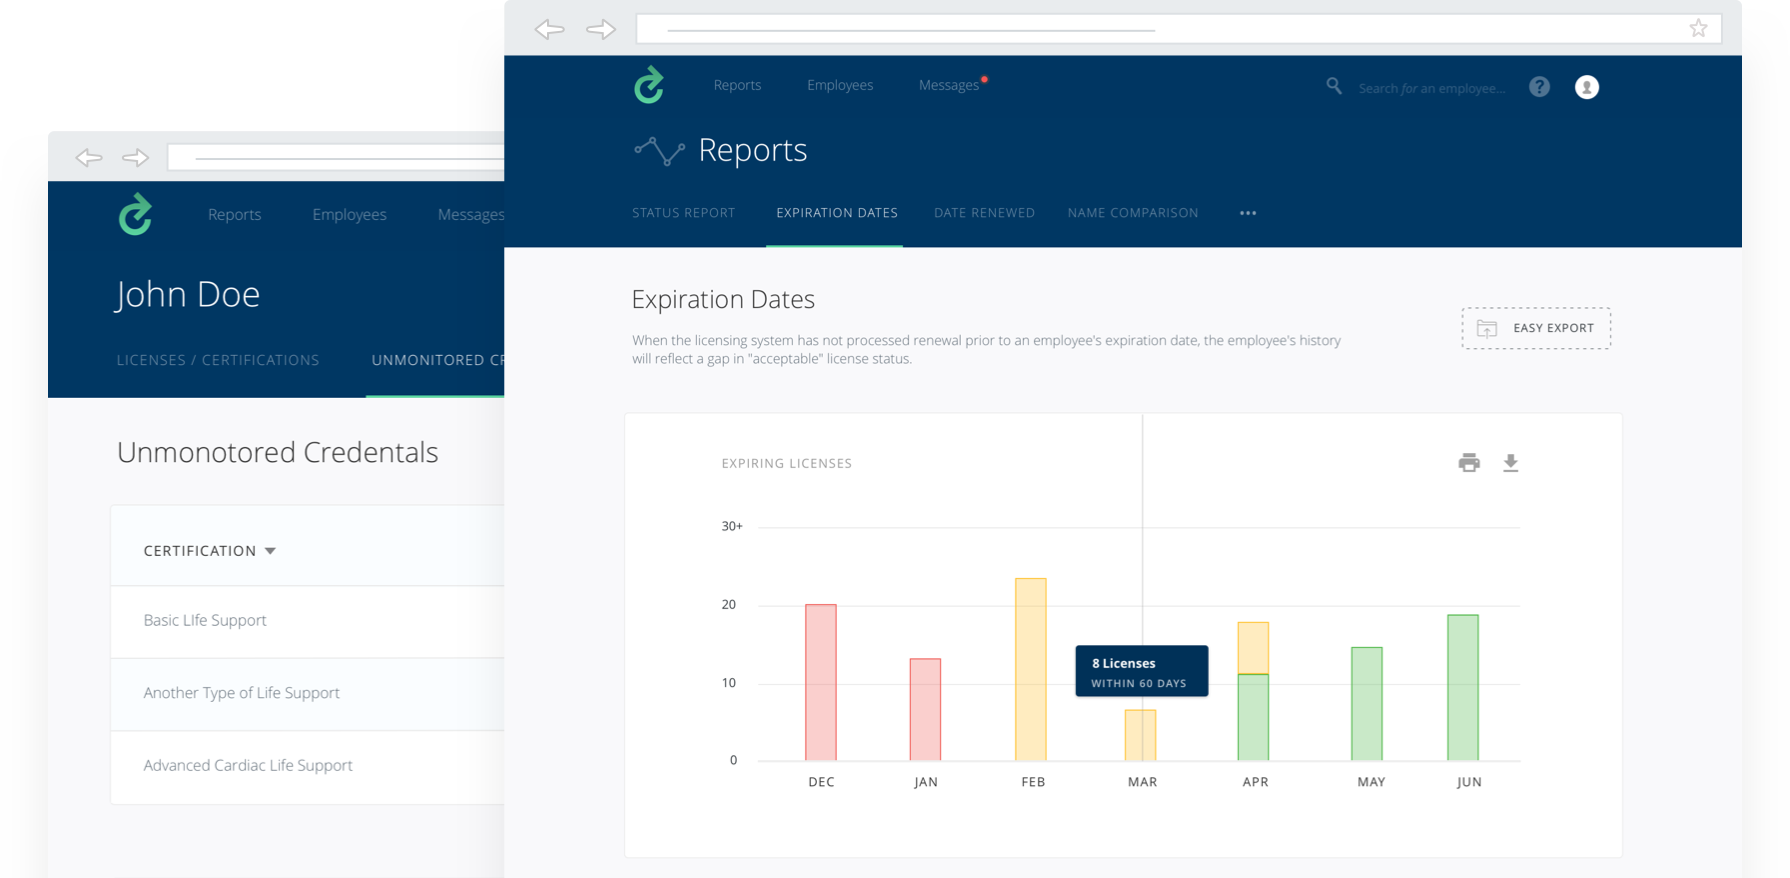 Reports
Employees
Messages
John Doe
LICENSES / CERTIFICATIONS
UNMONITORED
Unmonotored Credentals
CERTIFICATION
Basic LIfe Support
Another Type of Life Support
Advanced Cardiac Life Support
Reports
Employees
Messages
Search for an employee...
?
Reports
STATUS REPORT
EXPIRATION DATES
DATE RENEWED
NAME COMPARISON
Expiration Dates
When the licensing system has not processed renewal prior to an employee's expiration date, the employee's history
will reflect a gap in "acceptable" license status.
EASY EXPORT
EXPIRING LICENSES
30+
20
10
0
8 Licenses
WITHIN 60 DAYS
DEC
JAN
FEB
MAR
APR
MAY
JUN